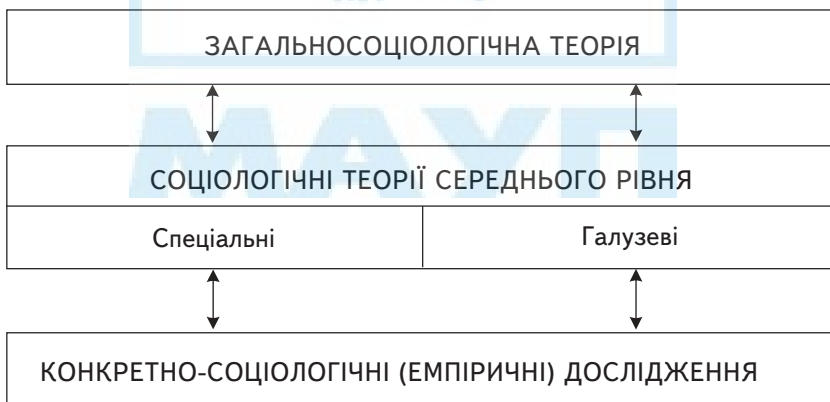 ЗАГАЛЬНОСОЦІОЛОГІЧНА ТЕОРІЯ
МАУП
СОЦІОЛОГІЧНІ ТЕОРІЇ СЕРЕДНЬОГО РІВНЯ
Спеціальні Галузеві
КОНКРЕТНО-СОЦІОЛОГІЧНІ (ЕМПІРИЧНІ) ДОСЛІДЖЕННЯ